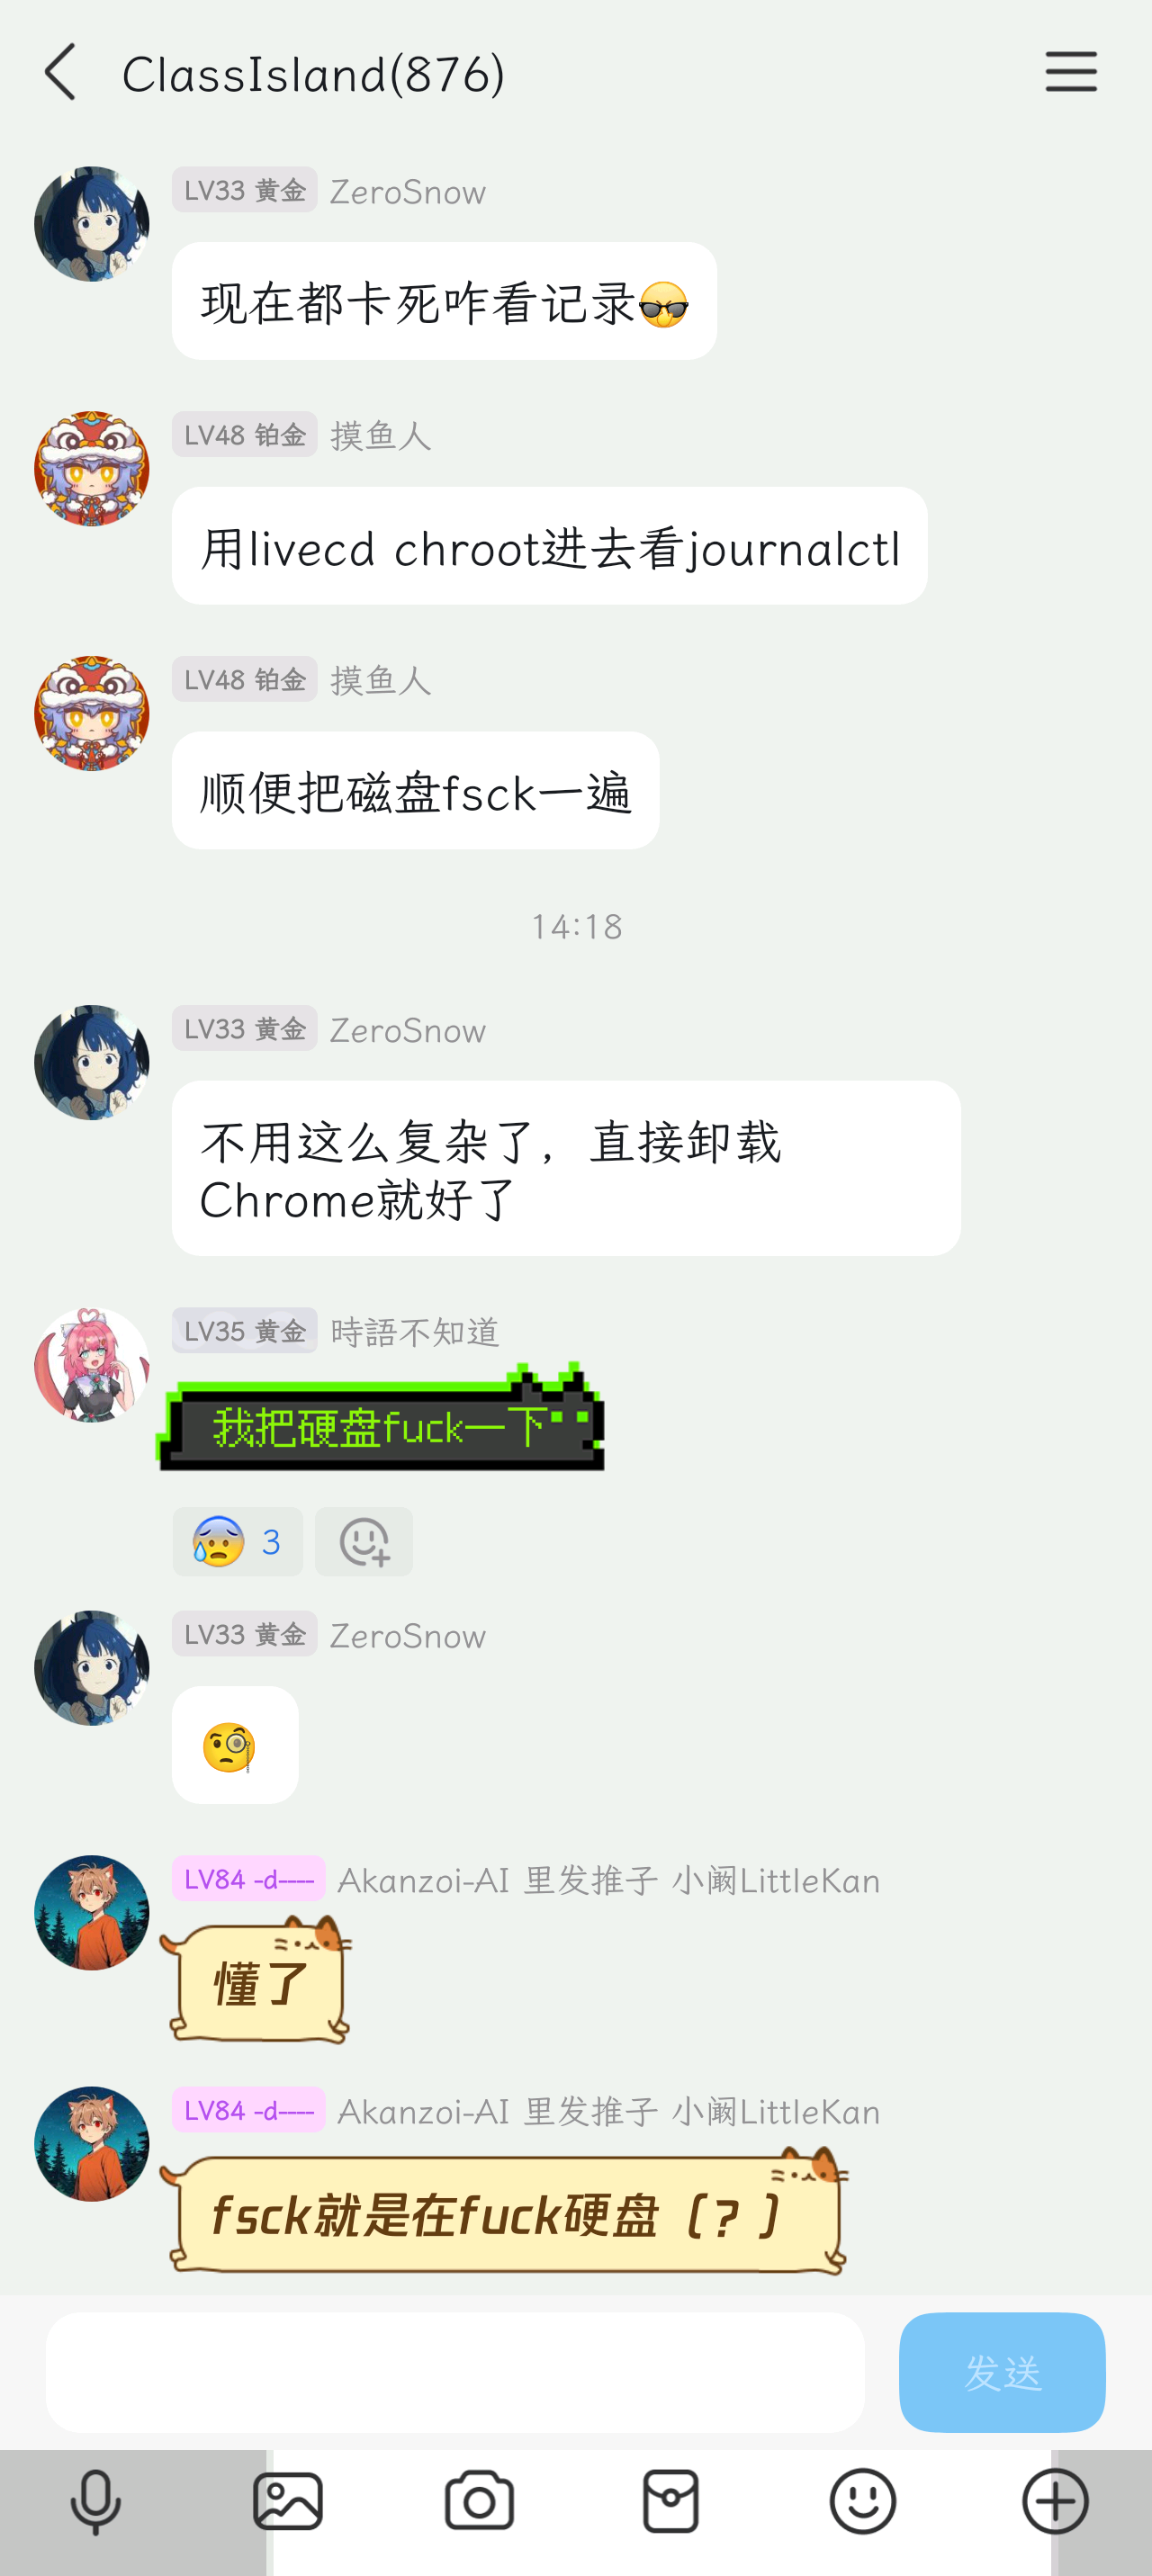 ClassIsland(876)
LV33 黄金 ZeroSnow
现在都卡死咋看记录
LV48 铂金 摸鱼人
用livecd chroot进去看journalctl
LV48 铂金 摸鱼人
顺便把磁盘fsck一遍
14:18
LV33 黄金 ZeroSnow
不用这么复杂了，直接卸载
Chrome就好了
LV35 黄金 時語不知道
我把硬盘fuck一下
3
LV33 黄金 ZeroSnow
LV84 -d---- Akanzoi-AI 里发推子 小阚LittleKan
懂了
LV84 -d---- Akanzoi-AI 里发推子 小阚LittleKan
fsck就是在fuck硬盘（？）
发送